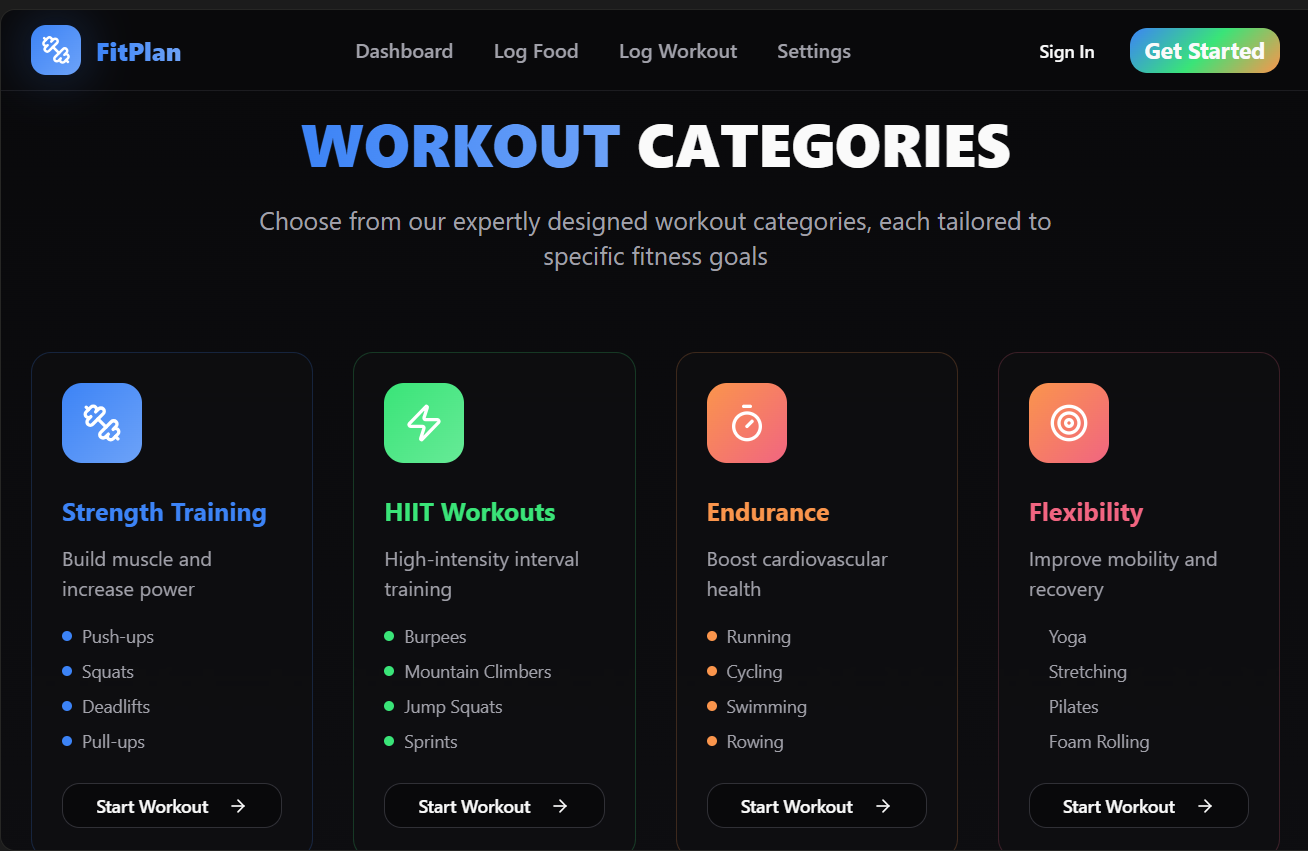 FitPlan
Dashboard
Log Food
Log Workout
Settings
Sign In
Get Started
WORKOUT CATEGORIES
Choose from our expertly designed workout categories, each tailored to
specific fitness goals
Strength Training
Build muscle and
increase power
Push-ups
Squats
Deadlifts
Pull-ups
Start Workout
HIIT Workouts
High-intensity interval
training
Burpees
Mountain Climbers
Jump Squats
Sprints
Start Workout
Endurance
Boost cardiovascular
health
Running
Cycling
Swimming
Rowing
Start Workout
Flexibility
Improve mobility and
recovery
Yoga
Stretching
Pilates
Foam Rolling
Start Workout